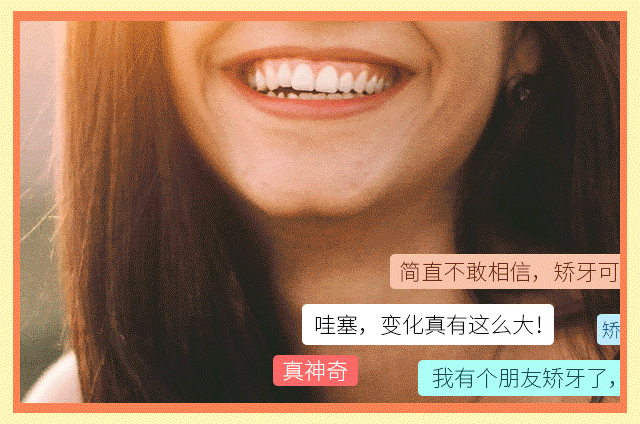 简直不敢相信，矫牙可
哇塞，变化真有这么大！
矫
真神奇
我有个朋友矫牙了，